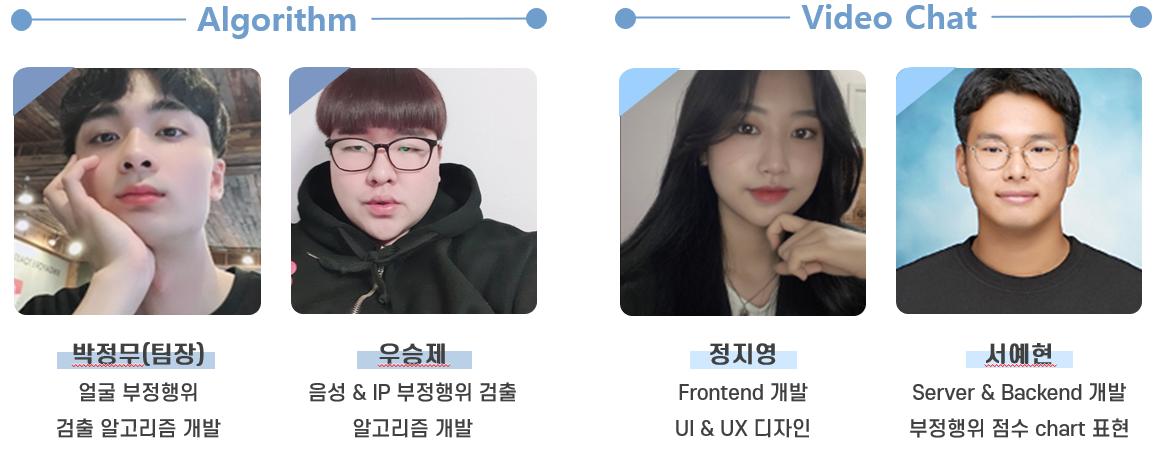 Algorithm
Video Chat
박정무(팀장)
얼굴 부정행위
검출 알고리즘 개발
우승제
음성 & IP 부정행위 검출
알고리즘 개발
정지영
Frontend 개발
UI & UX 디자인
서예현
Server & Backend 개발
부정행위 점수 chart 표현